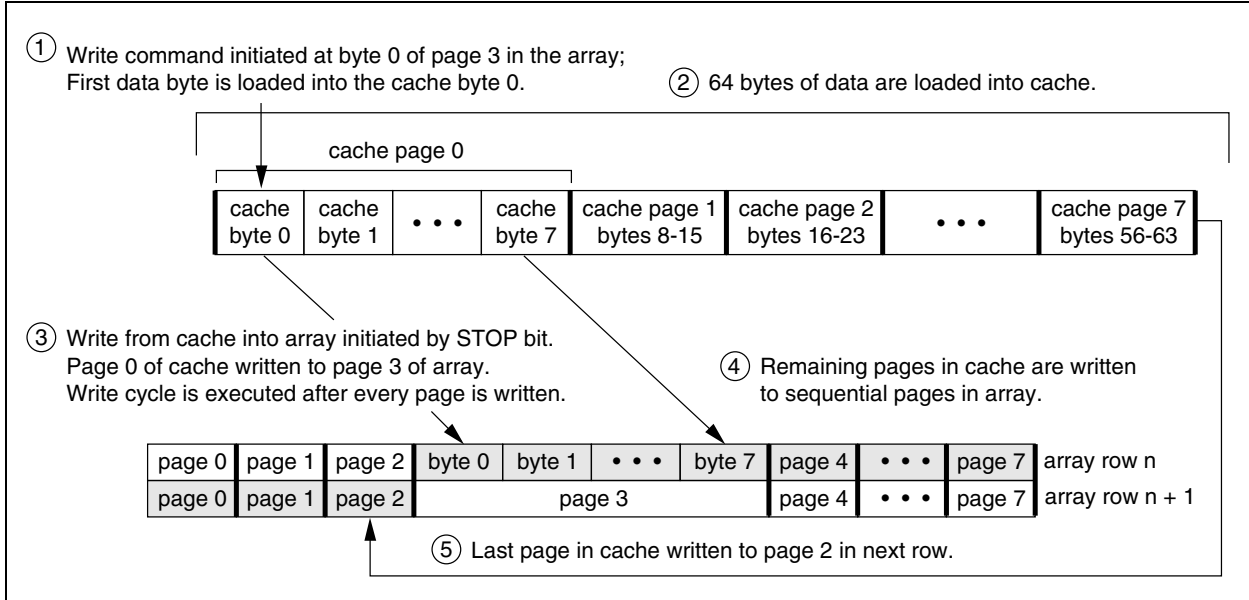 ① Write command initiated at byte 0 of page 3 in the array;
First data byte is loaded into the cache byte 0.
② 64 bytes of data are loaded into cache.
cache page 0
cache byte 0
cache byte 1
• • •
cache byte 7
cache page 1 bytes 8-15
cache page 2 bytes 16-23
• • •
cache page 7 bytes 56-63
③ Write from cache into array initiated by STOP bit.
Page 0 of cache written to page 3 of array.
Write cycle is executed after every page is written.
④ Remaining pages in cache are written
to sequential pages in array.
page 0 page 1 page 2 byte 0 byte 1 • • • byte 7 page 4 • • • page 7 array row n
page 0 page 1 page 2 page 3 page 4 • • • page 7 array row n + 1
⑤ Last page in cache written to page 2 in next row.